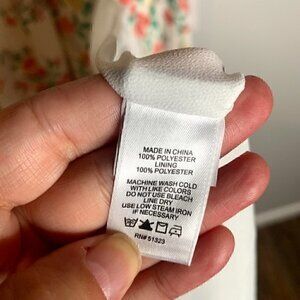 MADE IN CHINA
100% POLYESTER
LINING
100% POLYESTER
MACHINE WASH COLD
WITH LIKE COLORS
DO NOT USE BLEACH
LINE DRY
USE LOW STEAM IRON
IF NECESSARY
RN# 51323